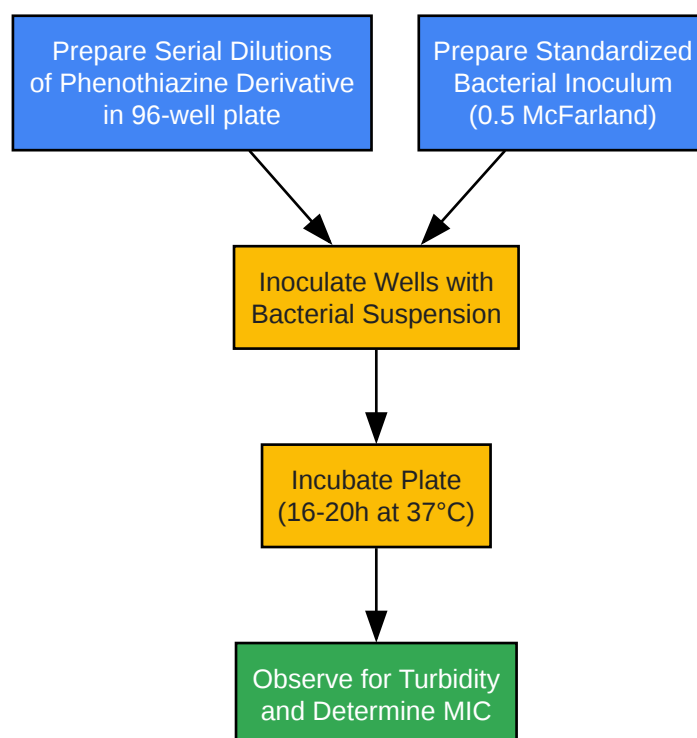 Prepare Serial Dilutions
of Phenothiazine Derivative
in 96-well plate
Prepare Standardized
Bacterial Inoculum
(0.5 McFarland)
Inoculate Wells with
Bacterial Suspension
Incubate Plate
(16-20h at 37°C)
Observe for Turbidity
and Determine MIC